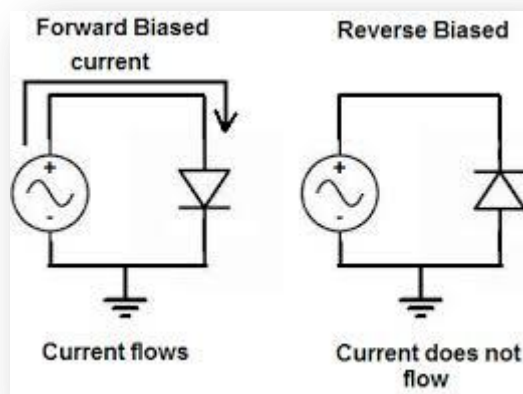 Forward Biased
current
+
-
Current flows
Reverse Biased
+
-
Current does not
flow